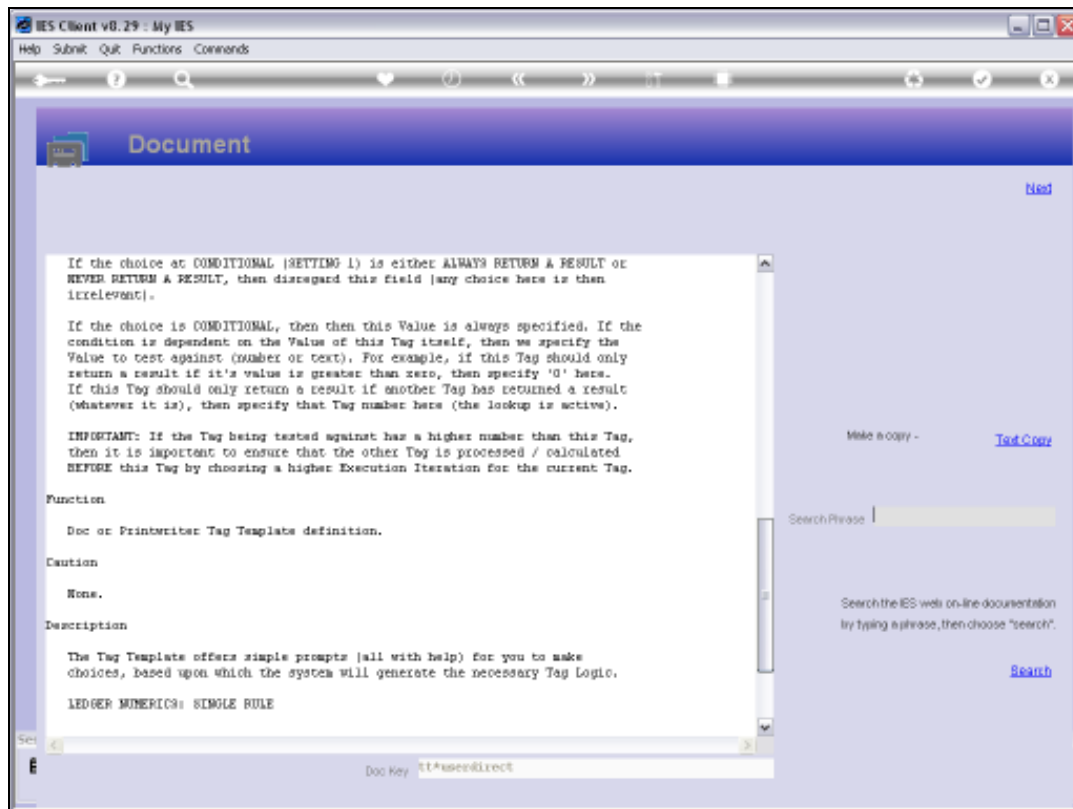 IES Client v8.29 : My IES
Help Submit Quit Functions Commands
Document
Next
If the choice at CONDITIONAL (SETTING 1) is either ALWAYS RETURN A RESULT or
NEVER RETURN A RESULT, then disregard this field (any choice here is then
irrelevant).
If the choice is CONDITIONAL, then then this Value is always specified. If the
condition is dependent on the Value of this Tag itself, then we specify the
Value to test against (number or text). For example, if this Tag should only
return a result if it's value is greater than zero, then specify '0' here.
If this Tag should only return a result if another Tag has returned a result
(whatever it is), then specify that Tag number here (the lookup is active).
IMPORTANT: If the Tag being tested against has a higher number than this Tag,
then it is important to ensure that the other Tag is processed / calculated
BEFORE this Tag by choosing a higher Execution Iteration for the current Tag.
Function
Doc or Printwriter Tag Template definition.
Caution
None.
Description
The Tag Template offers simple prompts (all with help) for you to make
choices, based upon which the system will generate the necessary Tag Logic.
LEDGER NUMERICS: SINGLE RULE
Make a copy - Text Copy
Search Phrase
Search the IES web on-line documentation
by typing a phrase, then choose "search".
Search
Ses
Doc Key tt*userdirect